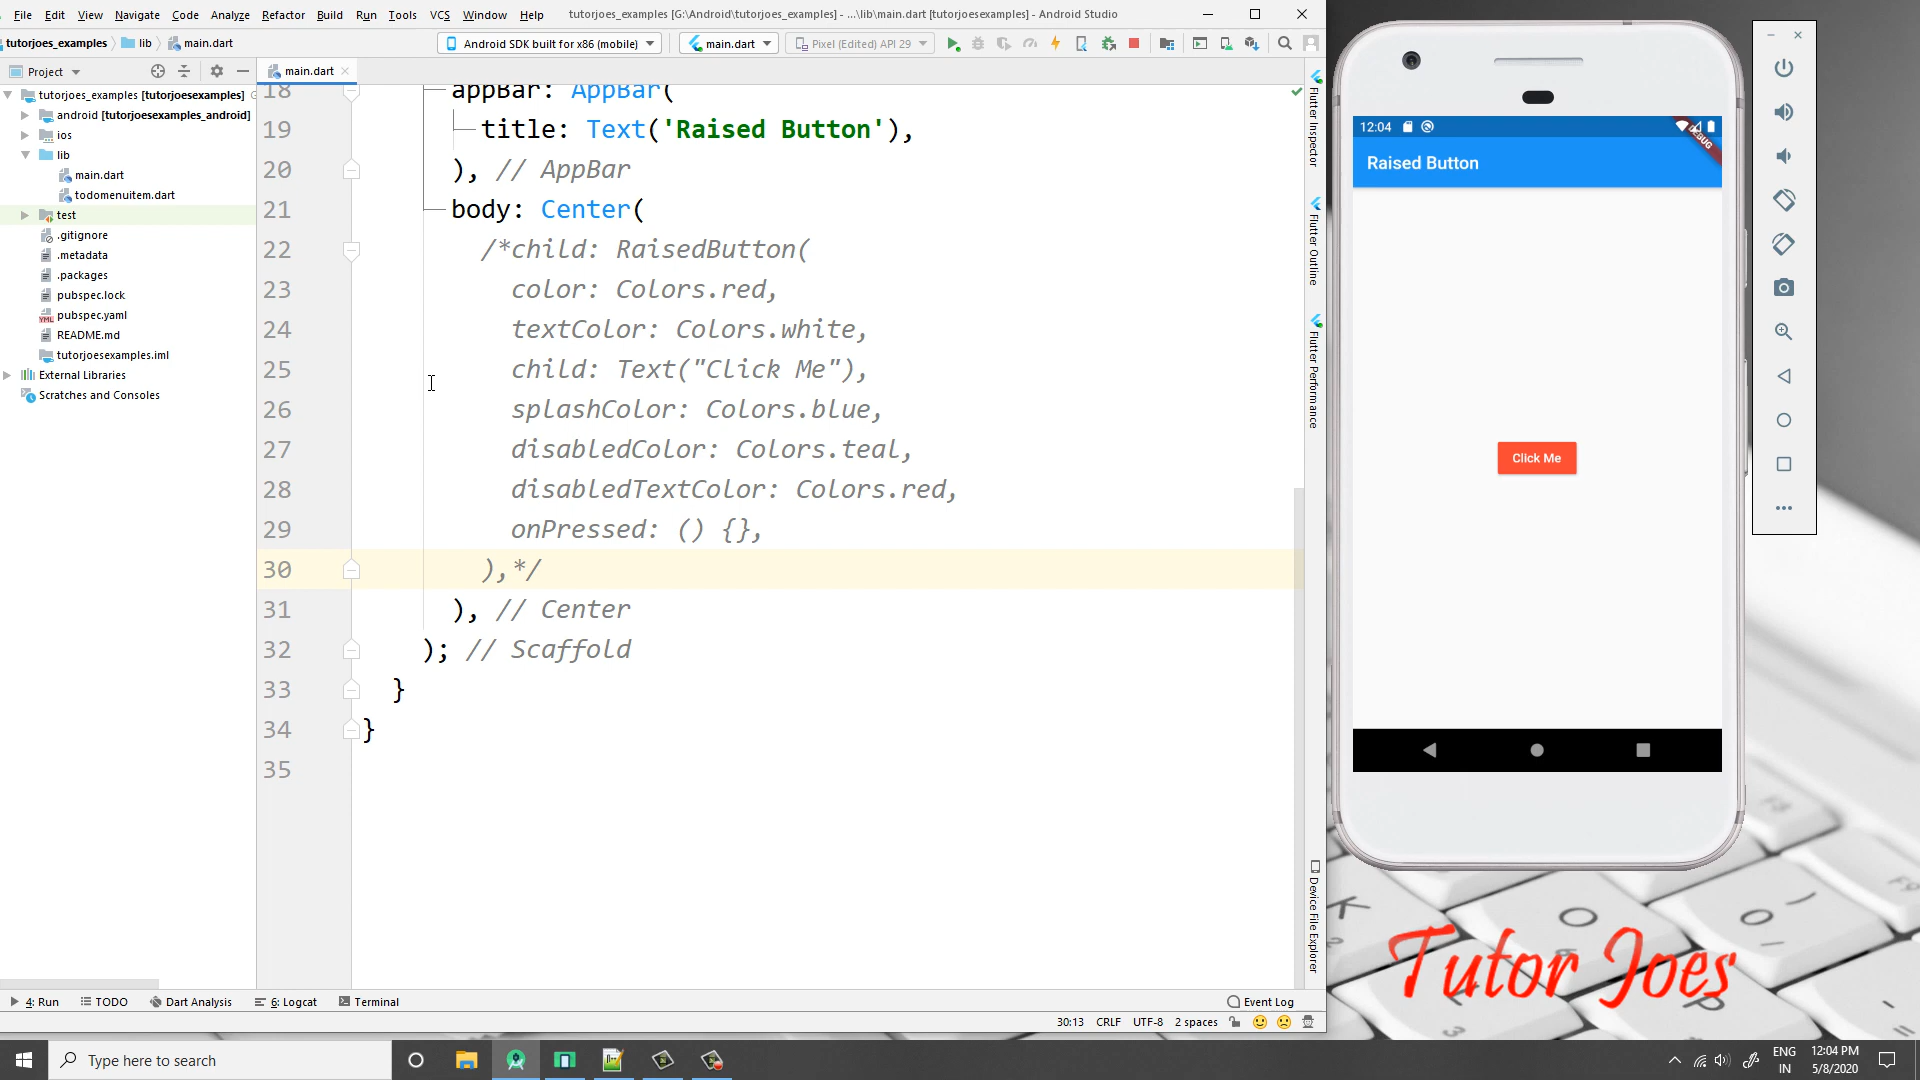 File Edit View Navigate Code Analyze Refactor Build Run Tools VCS Window Help tutorjoes_examples [G:\Android\tutorjoes_examples] - ...\lib\main.dart [tutorjoesexamples] - Android Studio
tutorjoes_examples lib main.dart Android SDK built for x86 (mobile) main.dart Pixel (Edited) API 29
Project main.dart
tutorjoes_examples [tutorjoesexamples]
android [tutorjoesexamples_android]
ios
lib
main.dart
todomenuitem.dart
test
.gitignore
.metadata
.packages
pubspec.lock
pubspec.yaml
README.md
tutorjoesexamples.iml
External Libraries
Scratches and Consoles
18 appBar: AppBar(
19 title: Text('Raised Button'),
20 ), // AppBar
21 body: Center(
22 /*child: RaisedButton(
23 color: Colors.red,
24 textColor: Colors.white,
25 child: Text("Click Me"),
26 splashColor: Colors.blue,
27 disabledColor: Colors.teal,
28 disabledTextColor: Colors.red,
29 onPressed: () {},
30 ),*/
31 ), // Center
32 ); // Scaffold
33 }
34 }
35
Flutter Inspector
Flutter Outline
Flutter Performance
Device File Explorer
12:04
DEBUG
Raised Button
Click Me
Tutor Joes
4: Run TODO Dart Analysis 6: Logcat Terminal Event Log
30:13 CRLF UTF-8 2 spaces
Type here to search
ENG
IN
12:04 PM
5/8/2020